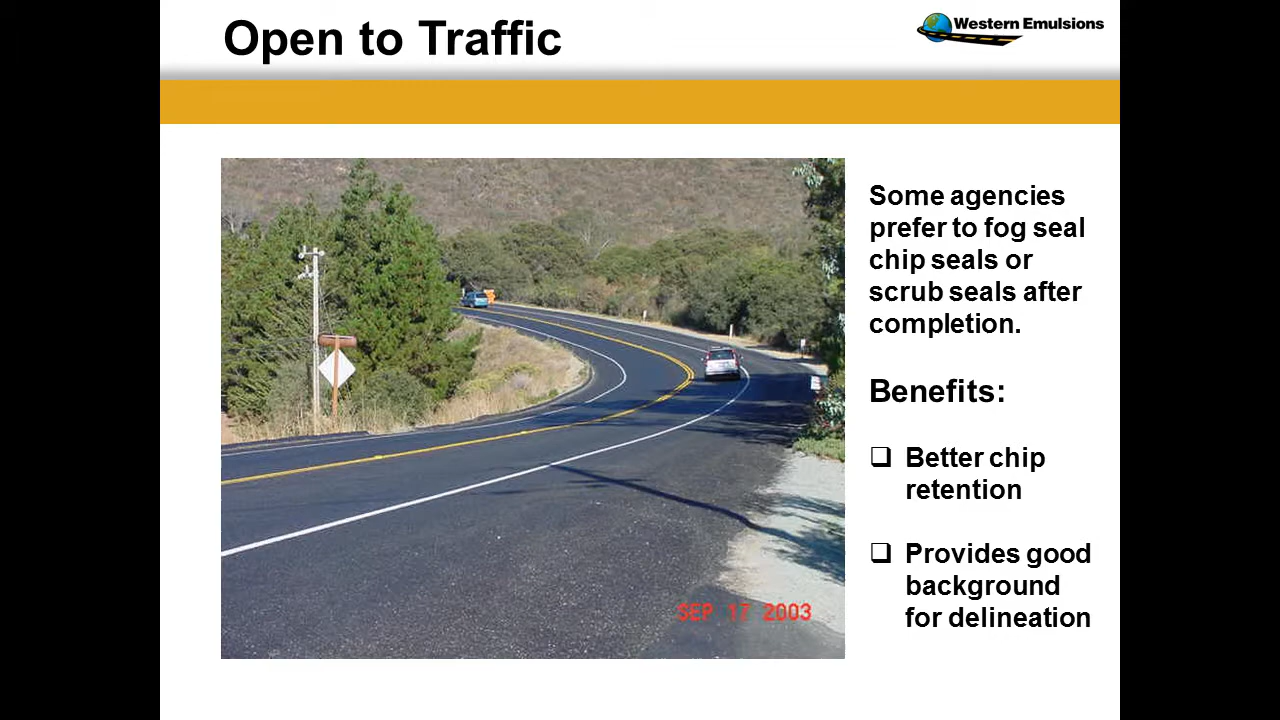 Open to Traffic
Western Emulsions
Some agencies
prefer to fog seal
chip seals or
scrub seals after
completion.
Benefits:
❑ Better chip
retention
❑ Provides good
background
for delineation
SEP 17 2003